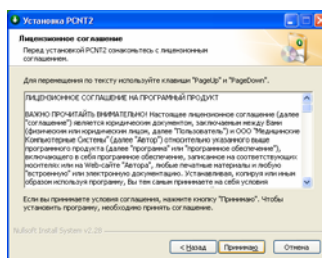 Установка PCNT2
Лицензионное соглашение
Перед установкой PCNT2 ознакомьтесь с лицензионным
соглашением.
Для перемещения по тексту используйте клавиши "PageUp" и "PageDown".
ЛИЦЕНЗИОННОЕ СОГЛАШЕНИЕ НА ПРОГРАМНЫЙ ПРОДУКТ
ВАЖНО ПРОЧИТАЙТЬ ВНИМАТЕЛЬНО! Настоящее лицензионное соглашение (далее
"соглашение") является юридическим документом, заключаемым между Вами
(физическим или юридическим лицом, далее "Пользователь") и ООО "Медицинские
Компьютерные Системы" (далее "Автор") относительно указанного выше
программного продукта (далее "программа" или "программное обеспечение"),
включающего в себя программное обеспечение, записанное на соответствующих
носителях или на Web-сайте "Автора", любые печатные материалы и любую
"встроенную" или электронную документацию. Устанавливая, копируя или иным
образом используя программу, Вы тем самым принимаете на себя условия
Если вы принимаете условия соглашения, нажмите кнопку "Принимаю". Чтобы
установить программу, необходимо принять соглашение.
Nullsoft Install System v2.29
< Назад
Принимаю
Отмена